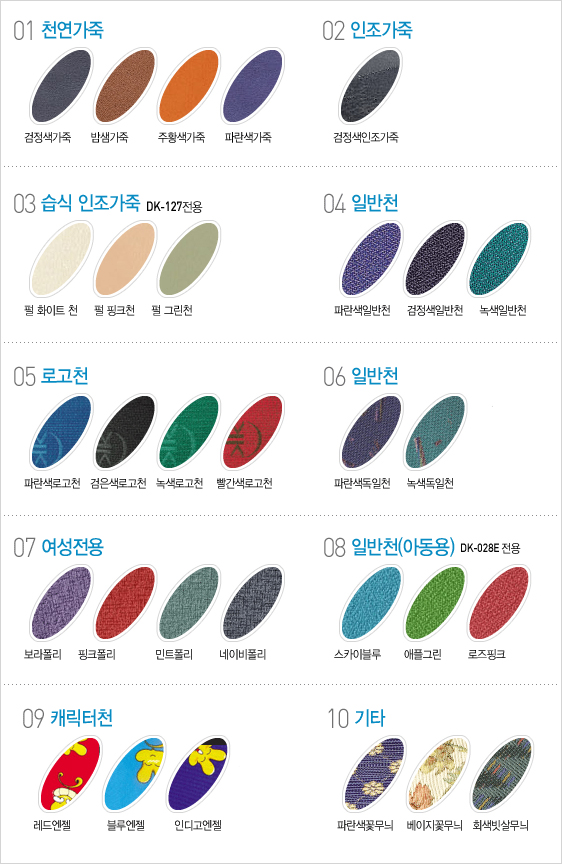 01 천연가죽
검정색가죽 밤샘가죽 주황색가죽 파란색가죽
02 인조가죽
검정색인조가죽
03 습식 인조가죽 DK-127전용
펄 화이트 천 펄 핑크천 펄 그린천
04 일반천
파란색일반천 검정색일반천 녹색일반천
05 로고천
파란색로고천 검은색로고천 녹색로고천 빨간색로고천
06 일반천
파란색독일천 녹색독일천
07 여성전용
보라폴리 핑크폴리 민트폴리 네이비폴리
08 일반천(아동용) DK-028E 전용
스카이블루 애플그린 로즈핑크
09 캐릭터천
레드엔젤 블루엔젤 인디고엔젤
10 기타
파란색꽃무늬 베이지꽃무늬 회색빗살무늬